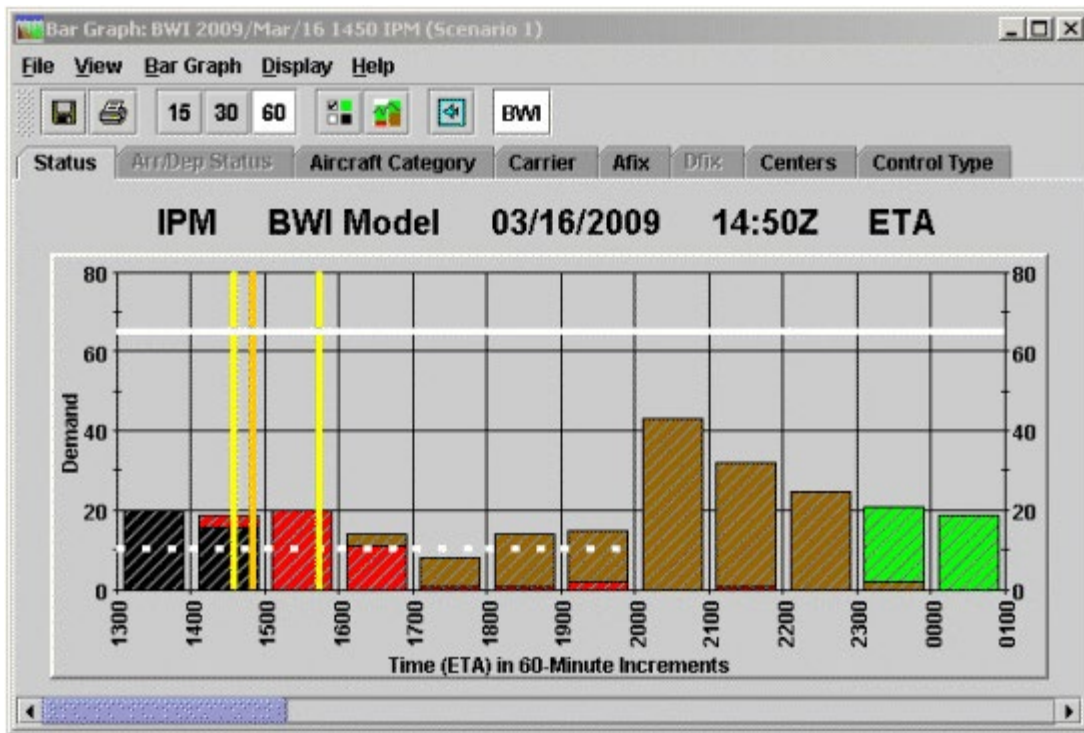 Bar Graph: BWI 2009/Mar/16 1450 IPM (Scenario 1)
File View Bar Graph Display Help
15 30 60 BWI
Status Arr/Dep Status Aircraft Category Carrier Afix Dfix Centers Control Type
IPM BWI Model 03/16/2009 14:50Z ETA
80 80
60 60
40 40
20 20
0 0
Demand
1300 1400 1500 1600 1700 1800 1900 2000 2100 2200 2300 0000 0100
Time (ETA) in 60-Minute Increments